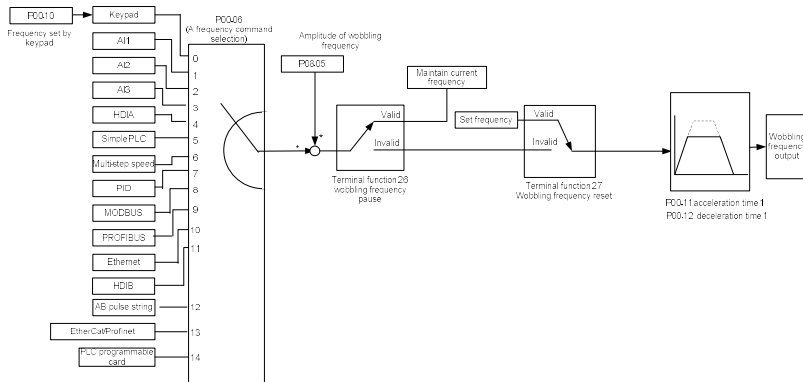 P00.10
Frequency set by
keypad
Keypad
AI1
AI2
AI3
HDIA
Simple PLC
Multi-step speed
PID
MODBUS
PROFIBUS
Ethernet
HDIB
AB pulse string
EtherCat/Profinet
PLC programmable
card
P00.06
(A frequency command
selection)
0
1
2
3
4
5
6
7
8
9
10
11
12
13
14
Amplitude of wobbling
frequency
P08.05
+
+
Maintain current
frequency
Valid
Invalid
Terminal function 26
wobbling frequency
pause
Set frequency
Valid
Invalid
Terminal function 27
Wobbling frequency reset
P00.11 acceleration time 1
P00.12 deceleration time 1
Wobbling
frequency
output